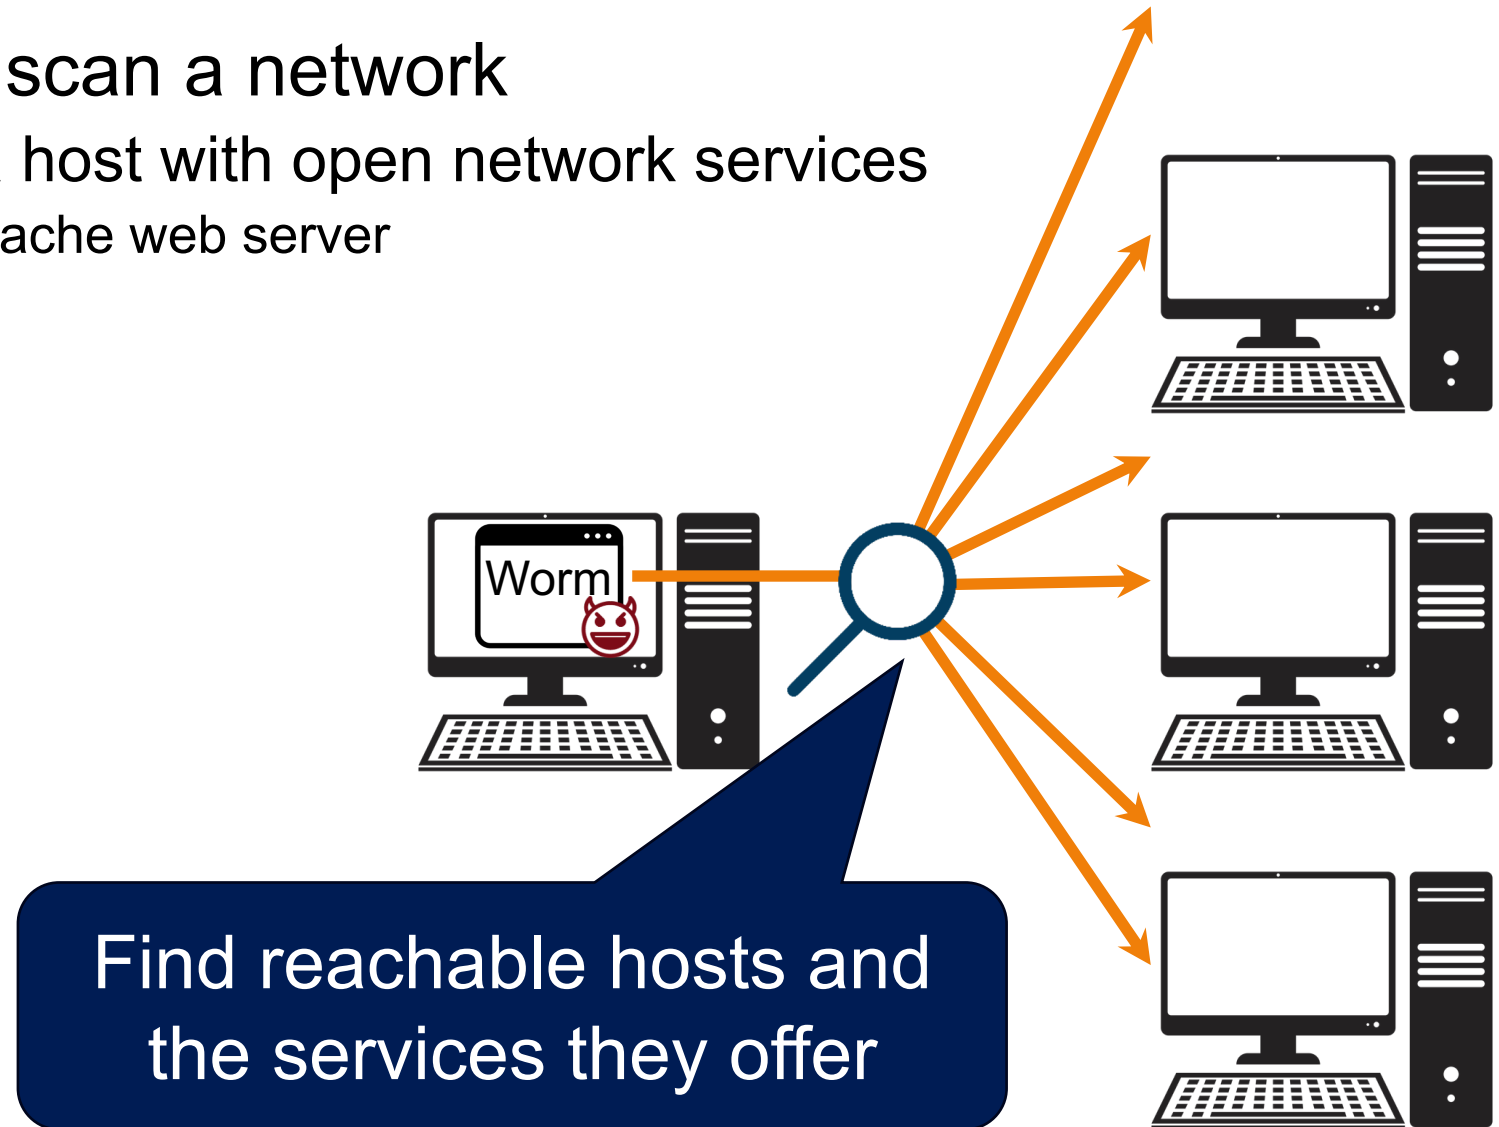 scan a network
host with open network services
ache web server
Worm
Find reachable hosts and
the services they offer